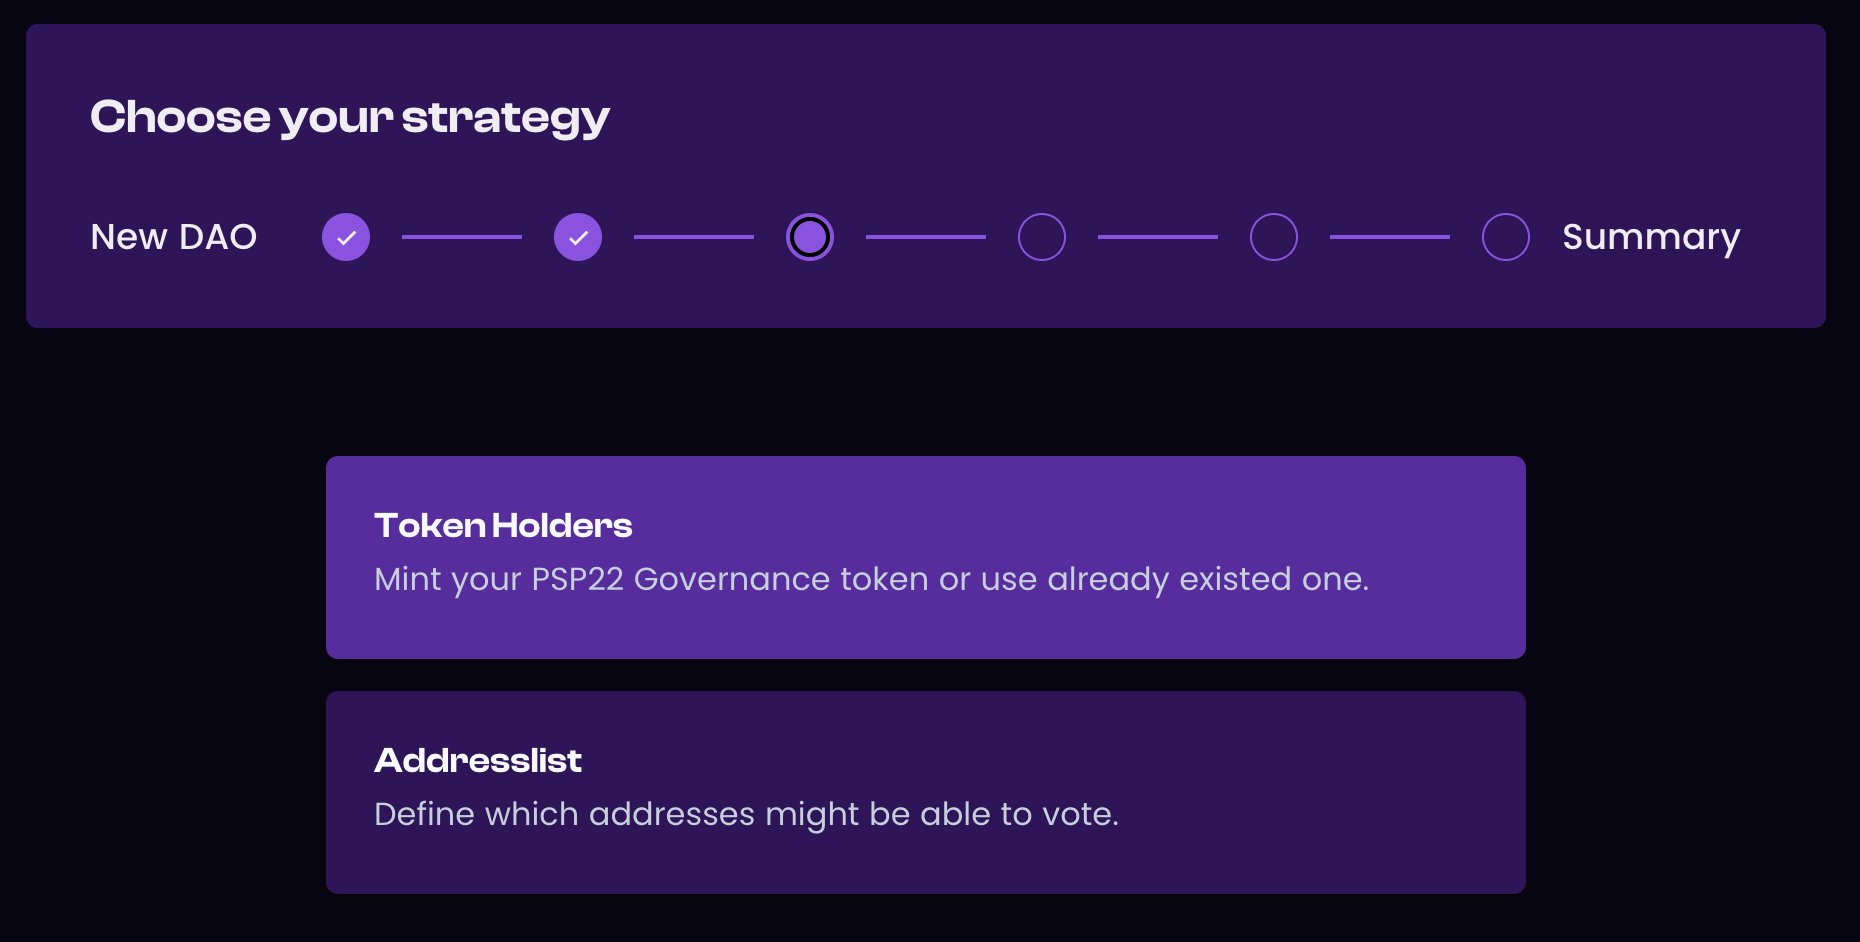 Choose your strategy
New DAO
Summary
Token Holders
Mint your PSP22 Governance token or use already existed one.
Addresslist
Define which addresses might be able to vote.